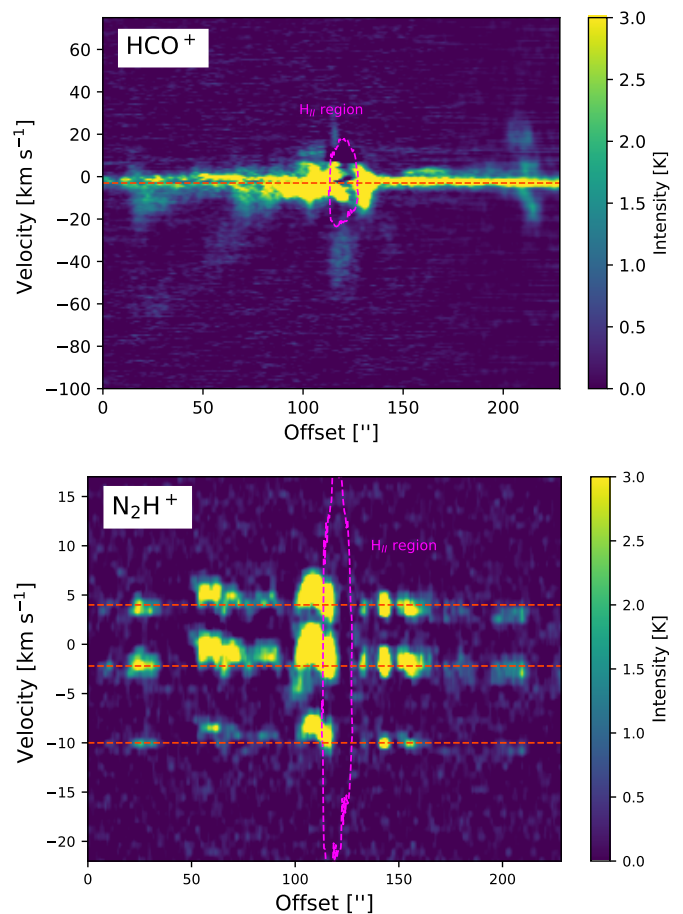 HCO⁺
H_II region
60
40
20
0
−20
−40
−60
−80
−100
Velocity [km s⁻¹]
0 50 100 150 200
Offset ['']
3.0
2.5
2.0
1.5
1.0
0.5
0.0
Intensity [K]
N₂H⁺
H_II region
15
10
5
0
−5
−10
−15
−20
Velocity [km s⁻¹]
0 50 100 150 200
Offset ['']
3.0
2.5
2.0
1.5
1.0
0.5
0.0
Intensity [K]